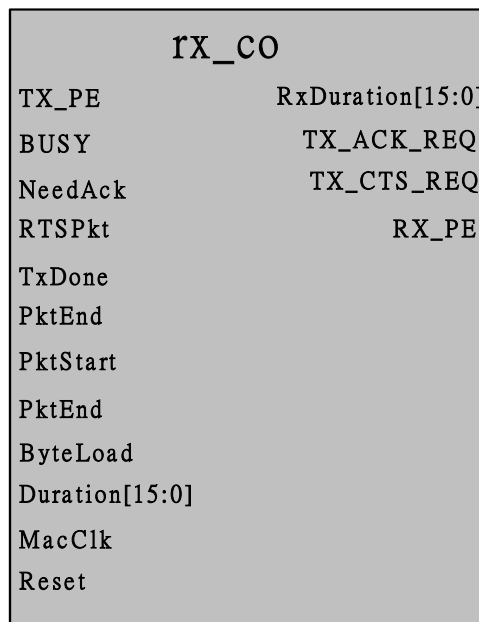 rx_co
TX_PE RxDuration[15:0]
BUSY TX_ACK_REQ
NeedAck TX_CTS_REQ
RTSPkt RX_PE
TxDone
PktEnd
PktStart
PktEnd
ByteLoad
Duration[15:0]
MacClk
Reset